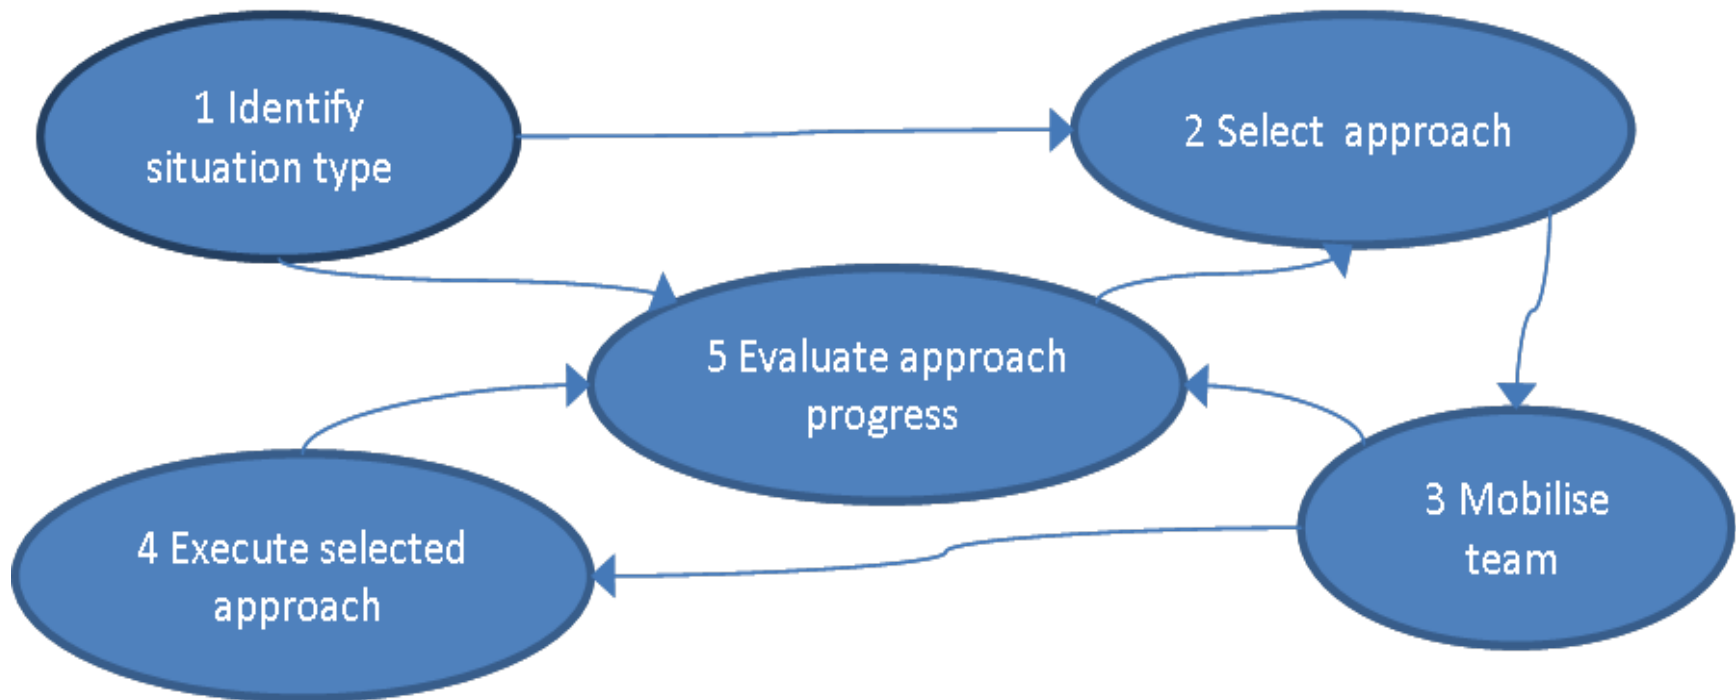 1 Identify
situation type
2 Select  approach
5 Evaluate approach
progress
3 Mobilise
team
4 Execute selected
approach